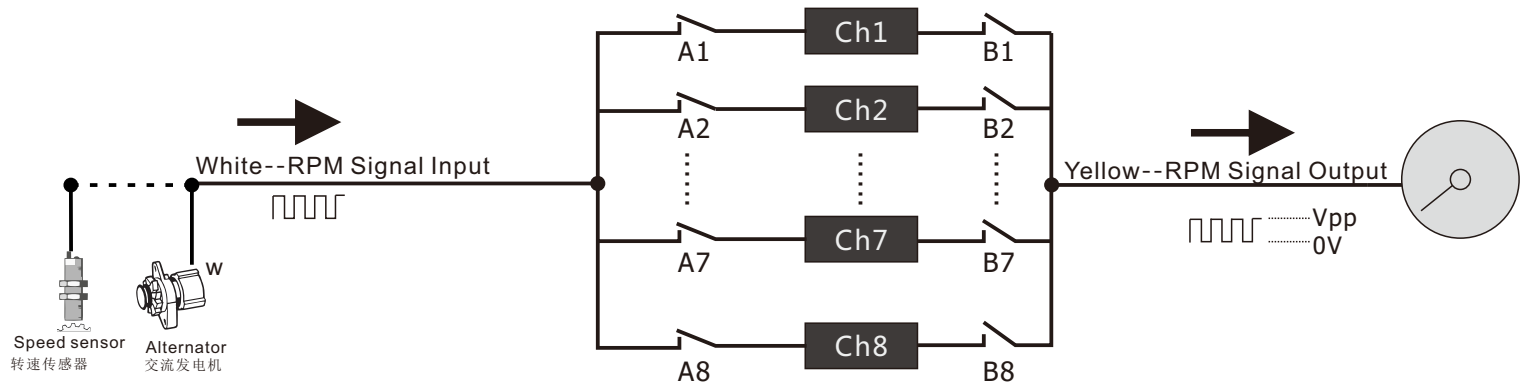 Ch1
A1
B1
Ch2
A2
B2
White--RPM Signal Input
Yellow--RPM Signal Output
Vpp
0V
Ch7
A7
B7
W
Speed sensor
转速传感器
Alternator
交流发电机
Ch8
A8
B8